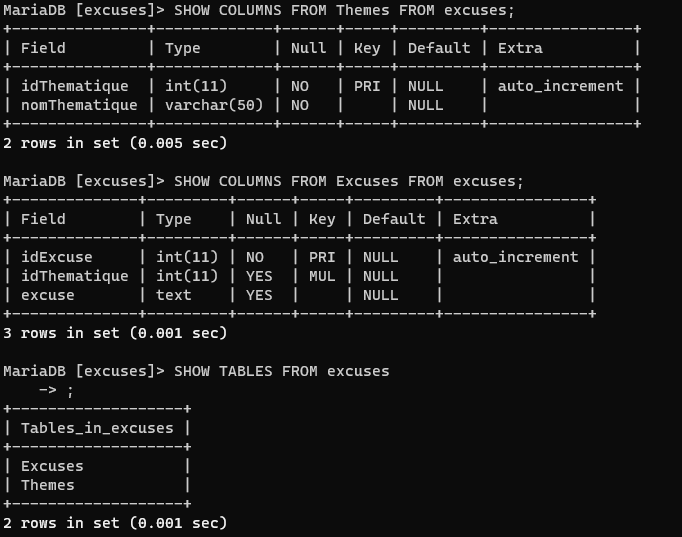 MariaDB [excuses]> SHOW COLUMNS FROM Themes FROM excuses;
+---------------+-------------+------+-----+---------+----------------+
| Field         | Type        | Null | Key | Default | Extra          |
+---------------+-------------+------+-----+---------+----------------+
| idThematique  | int(11)     | NO   | PRI | NULL    | auto_increment |
| nomThematique | varchar(50) | NO   |     | NULL    |                |
+---------------+-------------+------+-----+---------+----------------+
2 rows in set (0.005 sec)

MariaDB [excuses]> SHOW COLUMNS FROM Excuses FROM excuses;
+--------------+---------+------+-----+---------+----------------+
| Field        | Type    | Null | Key | Default | Extra          |
+--------------+---------+------+-----+---------+----------------+
| idExcuse     | int(11) | NO   | PRI | NULL    | auto_increment |
| idThematique | int(11) | YES  | MUL | NULL    |                |
| excuse       | text    | YES  |     | NULL    |                |
+--------------+---------+------+-----+---------+----------------+
3 rows in set (0.001 sec)

MariaDB [excuses]> SHOW TABLES FROM excuses
    -> ;
+-------------------+
| Tables_in_excuses |
+-------------------+
| Excuses           |
| Themes            |
+-------------------+
2 rows in set (0.001 sec)